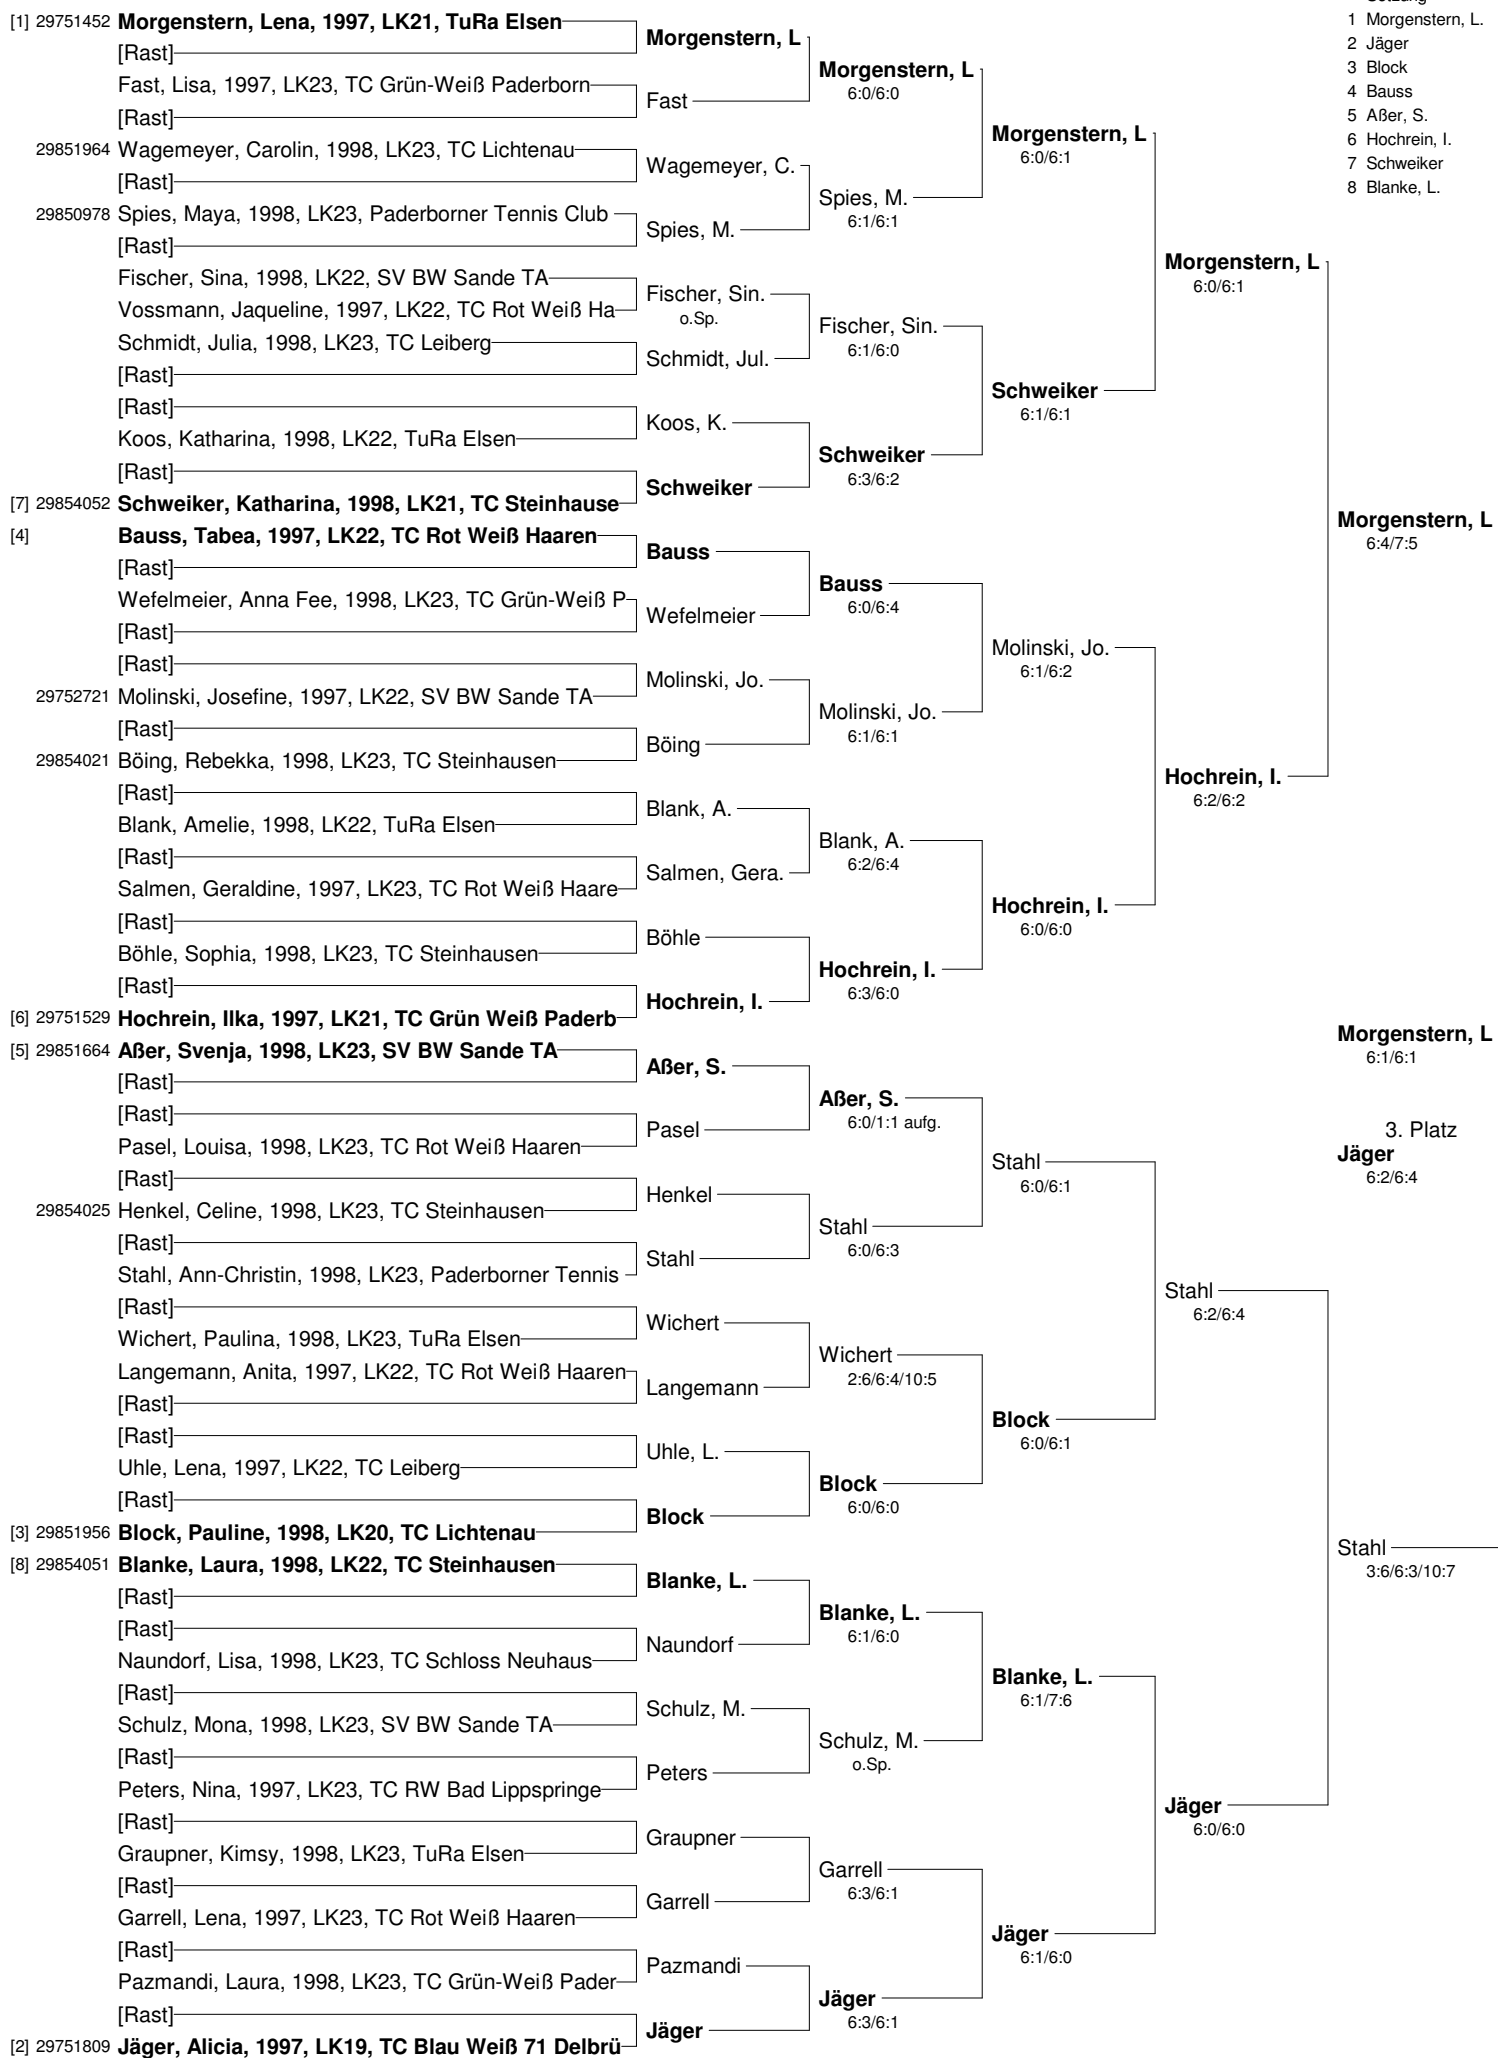 Setzung
1 Morgenstern, L.
2 Jäger
3 Block
4 Bauss
5 Aßer, S.
6 Hochrein, I.
7 Schweiker
8 Blanke, L.
[1] 29751452 Morgenstern, Lena, 1997, LK21, TuRa Elsen
[Rast]
Fast, Lisa, 1997, LK23, TC Grün-Weiß Paderborn
[Rast]
29851964 Wagemeyer, Carolin, 1998, LK23, TC Lichtenau
[Rast]
29850978 Spies, Maya, 1998, LK23, Paderborner Tennis Club
[Rast]
Fischer, Sina, 1998, LK22, SV BW Sande TA
Vossmann, Jaqueline, 1997, LK22, TC Rot Weiß Ha
Schmidt, Julia, 1998, LK23, TC Leiberg
[Rast]
[Rast]
Koos, Katharina, 1998, LK22, TuRa Elsen
[Rast]
[7] 29854052 Schweiker, Katharina, 1998, LK21, TC Steinhause
[4] Bauss, Tabea, 1997, LK22, TC Rot Weiß Haaren
[Rast]
Wefelmeier, Anna Fee, 1998, LK23, TC Grün-Weiß P
[Rast]
[Rast]
29752721 Molinski, Josefine, 1997, LK22, SV BW Sande TA
[Rast]
29854021 Böing, Rebekka, 1998, LK23, TC Steinhausen
[Rast]
Blank, Amelie, 1998, LK22, TuRa Elsen
[Rast]
Salmen, Geraldine, 1997, LK23, TC Rot Weiß Haare
[Rast]
Böhle, Sophia, 1998, LK23, TC Steinhausen
[Rast]
[6] 29751529 Hochrein, Ilka, 1997, LK21, TC Grün Weiß Paderb
[5] 29851664 Aßer, Svenja, 1998, LK23, SV BW Sande TA
[Rast]
[Rast]
Pasel, Louisa, 1998, LK23, TC Rot Weiß Haaren
[Rast]
29854025 Henkel, Celine, 1998, LK23, TC Steinhausen
[Rast]
Stahl, Ann-Christin, 1998, LK23, Paderborner Tennis
[Rast]
Wichert, Paulina, 1998, LK23, TuRa Elsen
Langemann, Anita, 1997, LK22, TC Rot Weiß Haaren
[Rast]
[Rast]
Uhle, Lena, 1997, LK22, TC Leiberg
[Rast]
[3] 29851956 Block, Pauline, 1998, LK20, TC Lichtenau
[8] 29854051 Blanke, Laura, 1998, LK22, TC Steinhausen
[Rast]
[Rast]
Naundorf, Lisa, 1998, LK23, TC Schloss Neuhaus
[Rast]
Schulz, Mona, 1998, LK23, SV BW Sande TA
[Rast]
Peters, Nina, 1997, LK23, TC RW Bad Lippspringe
[Rast]
Graupner, Kimsy, 1998, LK23, TuRa Elsen
[Rast]
Garrell, Lena, 1997, LK23, TC Rot Weiß Haaren
[Rast]
Pazmandi, Laura, 1998, LK23, TC Grün-Weiß Pader
[Rast]
[2] 29751809 Jäger, Alicia, 1997, LK19, TC Blau Weiß 71 Delbrü
Morgenstern, L
Fast
Wagemeyer, C.
Spies, M.
Fischer, Sin.
o.Sp.
Schmidt, Jul.
Koos, K.
Schweiker
Bauss
Wefelmeier
Molinski, Jo.
Böing
Blank, A.
Salmen, Gera.
Böhle
Hochrein, I.
Aßer, S.
Pasel
Henkel
Stahl
Wichert
Langemann
Uhle, L.
Block
Blanke, L.
Naundorf
Schulz, M.
Peters
Graupner
Garrell
Pazmandi
Jäger
Morgenstern, L
6:0/6:0
Spies, M.
6:1/6:1
Fischer, Sin.
6:1/6:0
Schweiker
6:3/6:2
Bauss
6:0/6:4
Molinski, Jo.
6:1/6:1
Blank, A.
6:2/6:4
Hochrein, I.
6:3/6:0
Aßer, S.
6:0/1:1 aufg.
Stahl
6:0/6:3
Wichert
2:6/6:4/10:5
Block
6:0/6:0
Blanke, L.
6:1/6:0
Schulz, M.
o.Sp.
Garrell
6:3/6:1
Jäger
6:3/6:1
Morgenstern, L
6:0/6:1
Schweiker
6:1/6:1
Molinski, Jo.
6:1/6:2
Hochrein, I.
6:0/6:0
Stahl
6:0/6:1
Block
6:0/6:1
Blanke, L.
6:1/7:6
Jäger
6:1/6:0
Morgenstern, L
6:0/6:1
Hochrein, I.
6:2/6:2
Stahl
6:2/6:4
Jäger
6:0/6:0
Morgenstern, L
6:4/7:5
Morgenstern, L
6:1/6:1
3. Platz
Jäger
6:2/6:4
Stahl
3:6/6:3/10:7